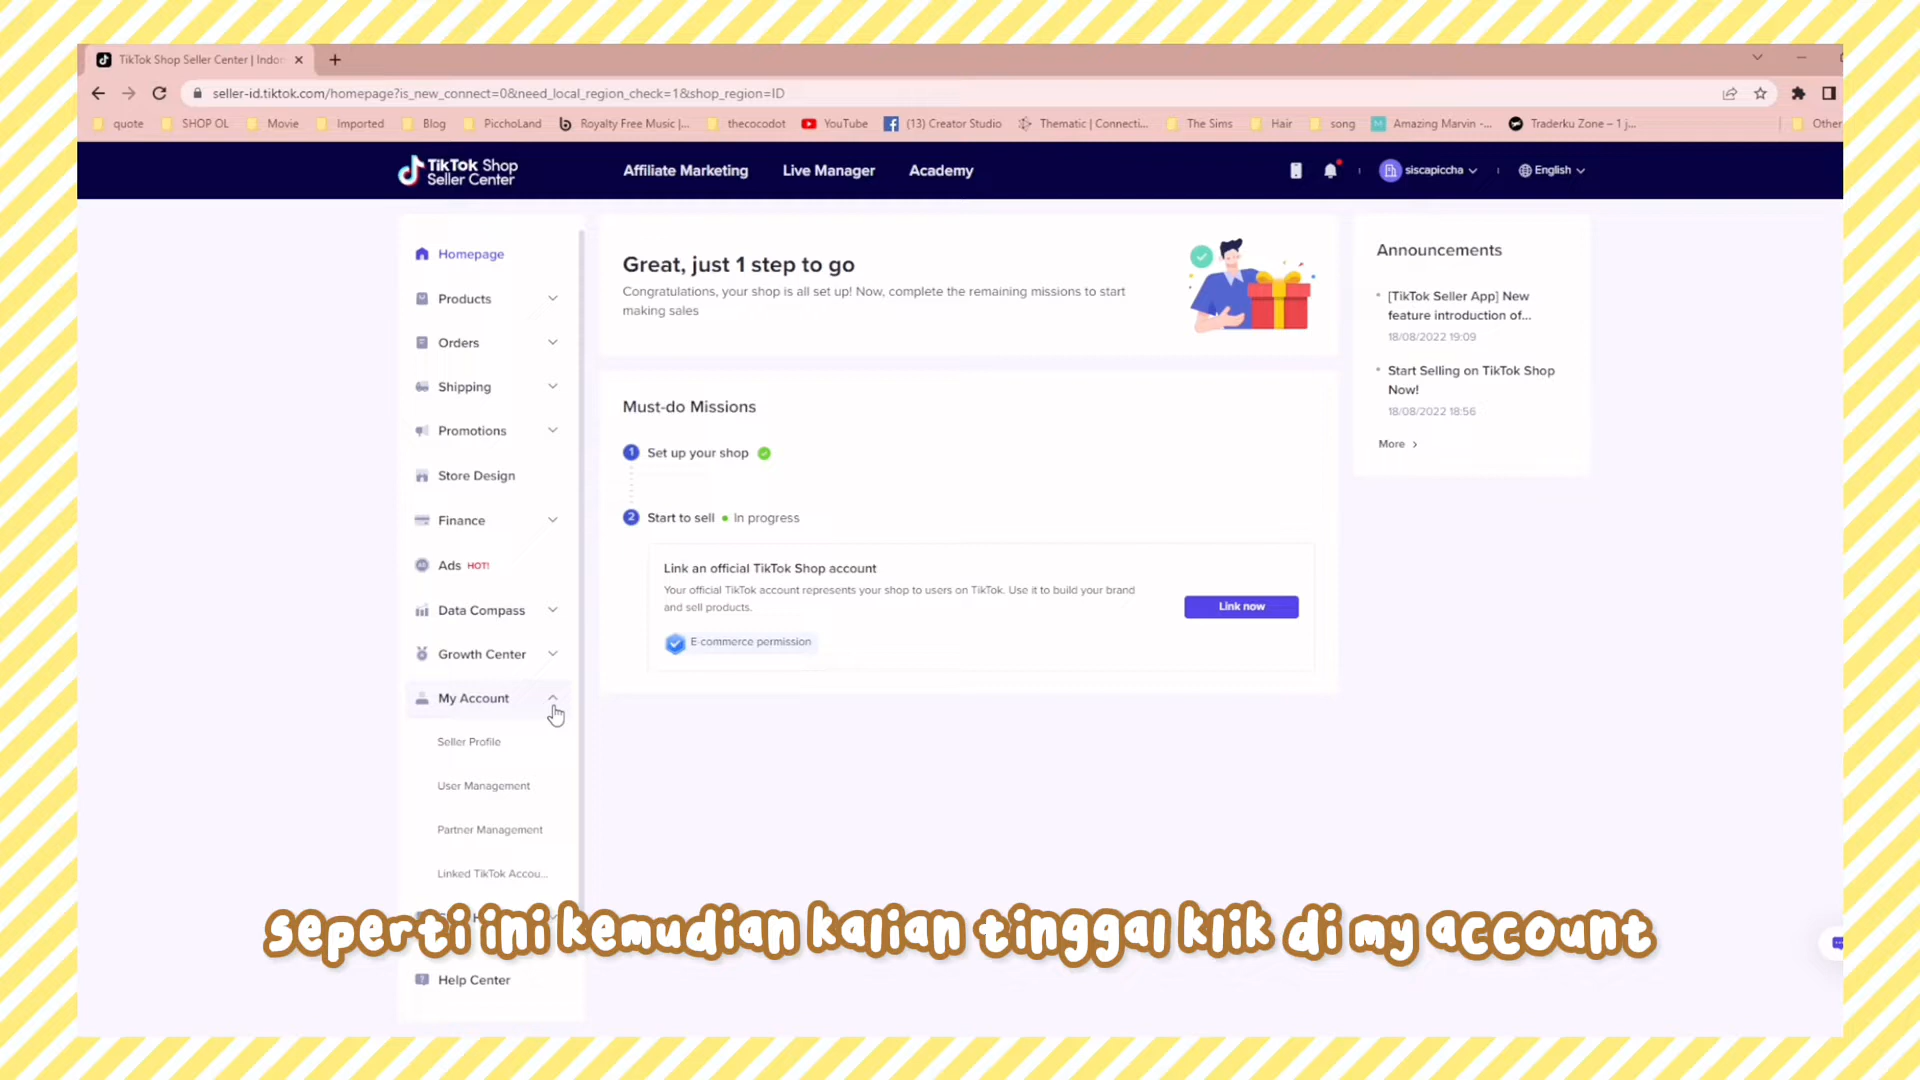 TikTok Shop Seller Center | Indon
seller-id.tiktok.com/homepage?is_new_connect=0&need_local_region_check=1&shop_region=ID
quote SHOP OL Movie Imported Blog PicchoLand Royalty Free Music |... thecocodot YouTube (13) Creator Studio Thematic | Connecti... The Sims Hair song Amazing Marvin -... Traderku Zone – 1 j... Other
TikTok Shop
Seller Center
Affiliate Marketing Live Manager Academy
siscapiccha English
Homepage
Products
Orders
Shipping
Promotions
Store Design
Finance
Ads HOT!
Data Compass
Growth Center
My Account
Seller Profile
User Management
Partner Management
Linked TikTok Accou...
Help Center
Great, just 1 step to go
Congratulations, your shop is all set up! Now, complete the remaining missions to start
making sales
Must-do Missions
1 Set up your shop
2 Start to sell In progress
Link an official TikTok Shop account
Your official TikTok account represents your shop to users on TikTok. Use it to build your brand
and sell products.
Link now
E-commerce permission
Announcements
[TikTok Seller App] New
feature introduction of...
18/08/2022 19:09
Start Selling on TikTok Shop
Now!
18/08/2022 18:56
More
seperti ini kemudian kalian tinggal klik di my account